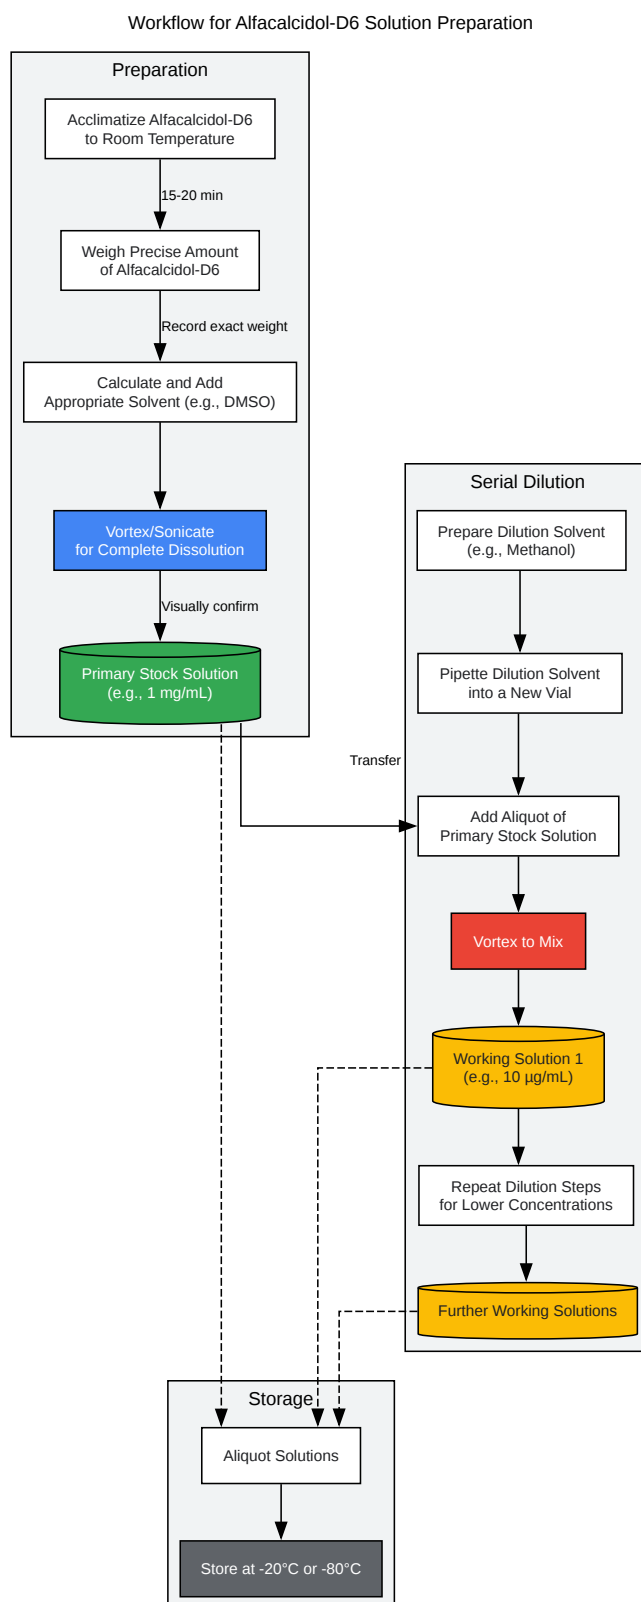 Workflow for Alfacalcidol-D6 Solution Preparation
Preparation
Acclimatize Alfacalcidol-D6
to Room Temperature
15-20 min
Weigh Precise Amount
of Alfacalcidol-D6
Record exact weight
Calculate and Add
Appropriate Solvent (e.g., DMSO)
Vortex/Sonicate
for Complete Dissolution
Visually confirm
Primary Stock Solution
(e.g., 1 mg/mL)
Transfer
Serial Dilution
Prepare Dilution Solvent
(e.g., Methanol)
Pipette Dilution Solvent
into a New Vial
Add Aliquot of
Primary Stock Solution
Vortex to Mix
Working Solution 1
(e.g., 10 µg/mL)
Repeat Dilution Steps
for Lower Concentrations
Further Working Solutions
Storage
Aliquot Solutions
Store at -20°C or -80°C